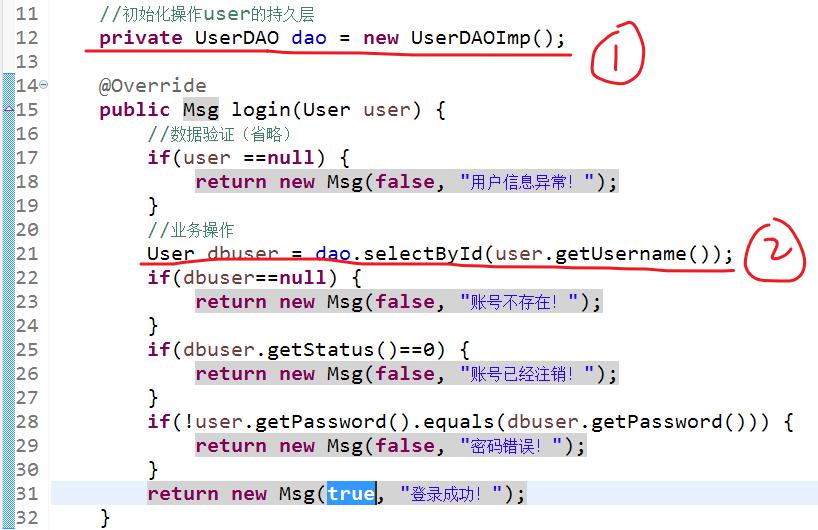 11 //初始化操作user的持久层
12 private UserDAO dao = new UserDAOImp();
①
13
14 @Override
15 public Msg login(User user) {
16 //数据验证（省略）
17 if(user ==null) {
18 return new Msg(false, "用户信息异常！");
19 }
20 //业务操作
21 User dbuser = dao.selectById(user.getUsername());
②
22 if(dbuser==null) {
23 return new Msg(false, "账号不存在！");
24 }
25 if(dbuser.getStatus()==0) {
26 return new Msg(false, "账号已经注销！");
27 }
28 if(!user.getPassword().equals(dbuser.getPassword())) {
29 return new Msg(false, "密码错误！");
30 }
31 return new Msg(true, "登录成功！");
32 }